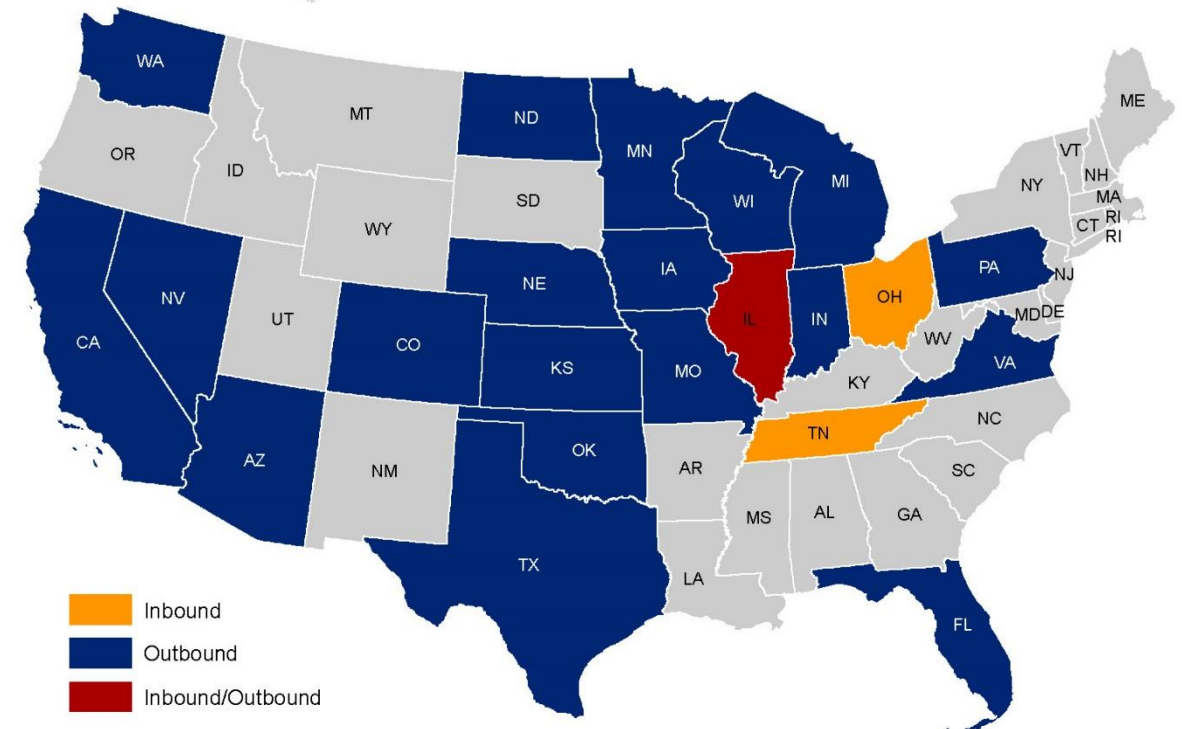 WA
MT
ND
MN
OR
ID
SD
WI
MI
ME
VT
NH
NY
MA
RI
CT
RI
WY
IA
NE
PA
NJ
NV
UT
CO
IL
IN
OH
MD
DE
WV
CA
KS
MO
KY
VA
AZ
NM
OK
AR
TN
NC
SC
MS
AL
GA
TX
LA
FL
Inbound
Outbound
Inbound/Outbound